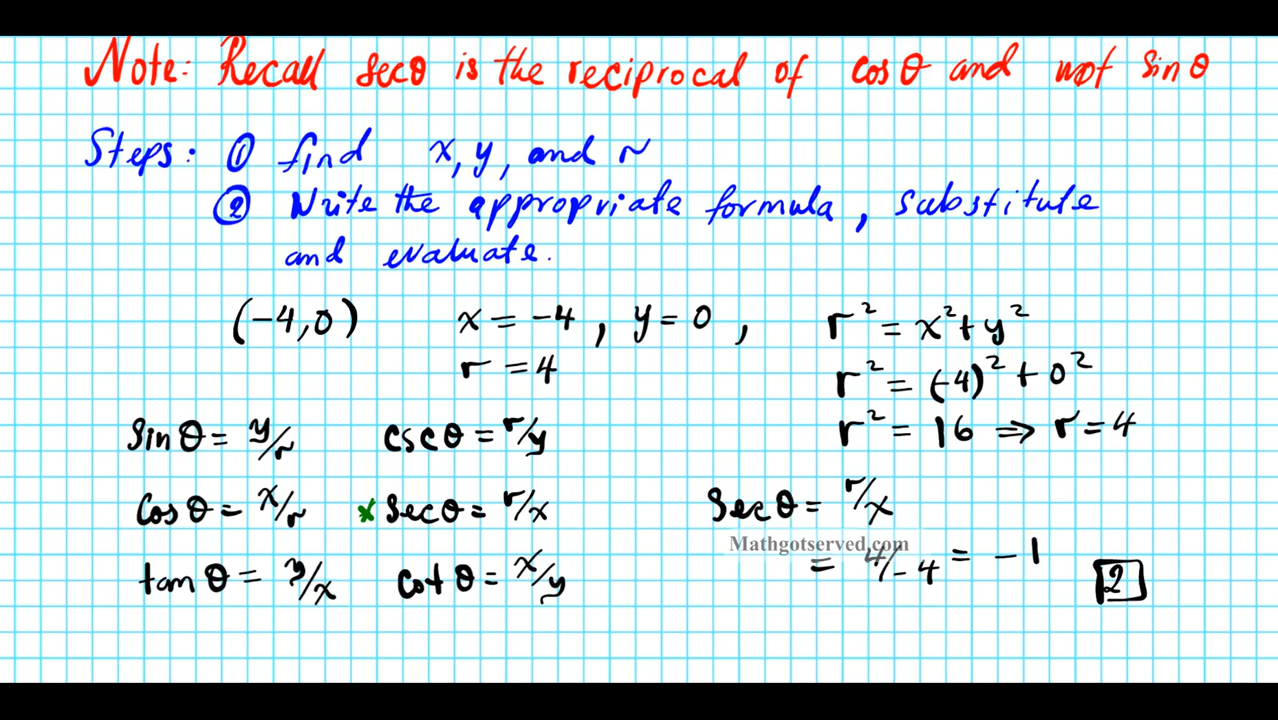 Note: Recall secθ is the reciprocal of cosθ and not sinθ
Steps: ① find x, y, and r
② Write the appropriate formula, substitute
and evaluate.
(-4,0) x = -4, y = 0, r² = x² + y²
r = 4 r² = (-4)² + 0²
sinθ = y/r cscθ = r/y r² = 16 ⇒ r = 4
cosθ = x/r * secθ = r/x secθ = r/x
Mathgotserved.com
= 4/-4 = -1 2
tanθ = y/x cotθ = x/y